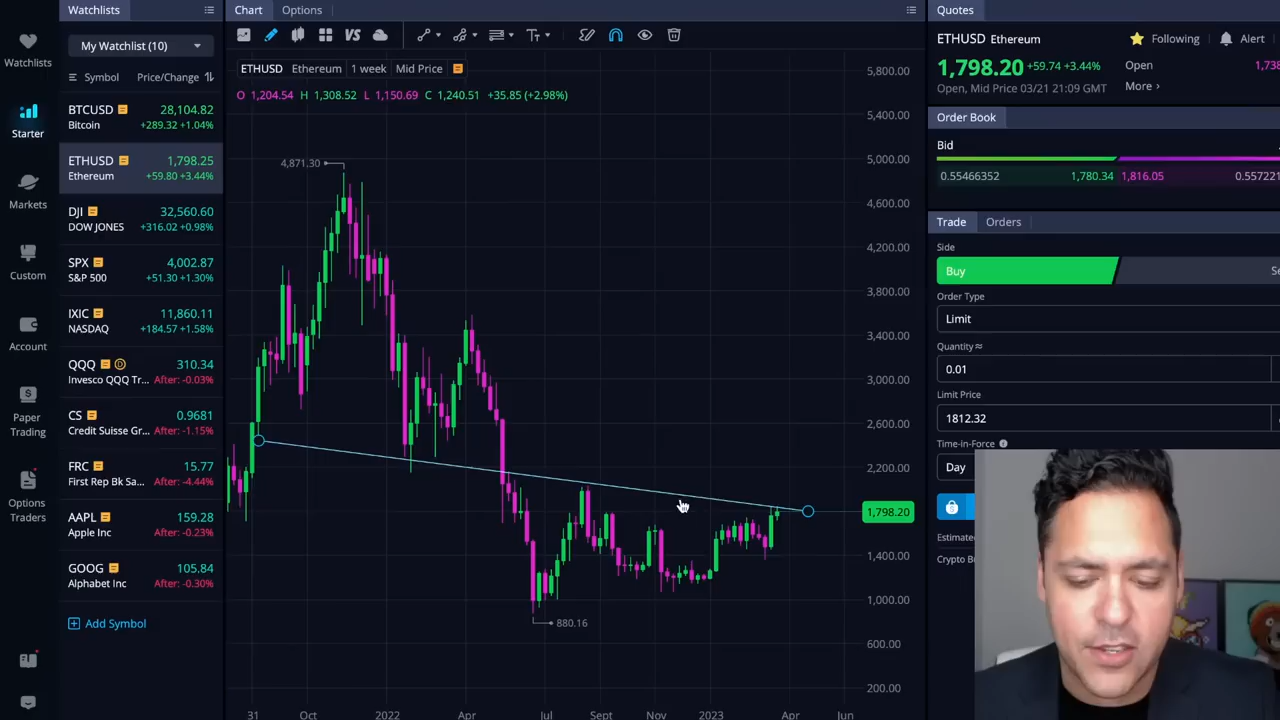 Watchlists
Starter
Markets
Custom
Account
Paper
Trading
Options
Traders
Watchlists
My Watchlist (10)
Symbol Price/Change
BTCUSD 28,104.82
Bitcoin +289.32 +1.04%
ETHUSD 1,798.25
Ethereum +59.80 +3.44%
DJI 32,560.60
DOW JONES +316.02 +0.98%
SPX 4,002.87
S&P 500 +51.30 +1.30%
IXIC 11,860.11
NASDAQ +184.57 +1.58%
QQQ D 310.34
Invesco QQQ Tr... After: -0.03%
CS 0.9681
Credit Suisse Gr... After: -1.15%
FRC 15.77
First Rep Bk Sa... After: -4.44%
AAPL 159.28
Apple Inc After: -0.23%
GOOG 105.84
Alphabet Inc After: -0.30%
Add Symbol
Chart Options
VS Tт
ETHUSD Ethereum 1 week Mid Price
O 1,204.54 H 1,308.52 L 1,150.69 C 1,240.51 +35.85 (+2.98%)
4,871.30
880.16
5,800.00
5,400.00
5,000.00
4,600.00
4,200.00
3,800.00
3,400.00
3,000.00
2,600.00
2,200.00
1,798.20
1,400.00
1,000.00
600.00
200.00
31 Oct 2022 Apr Jul Sept Nov 2023 Apr Jun
Quotes
ETHUSD Ethereum Following Alert
1,798.20 +59.74 +3.44% Open
Open, Mid Price 03/21 21:09 GMT More
Order Book
Bid
0.55466352 1,780.34 1,816.05
Trade Orders
Side
Buy
Order Type
Limit
Quantity≈
0.01
Limit Price
1812.32
Time-in-Force
Day